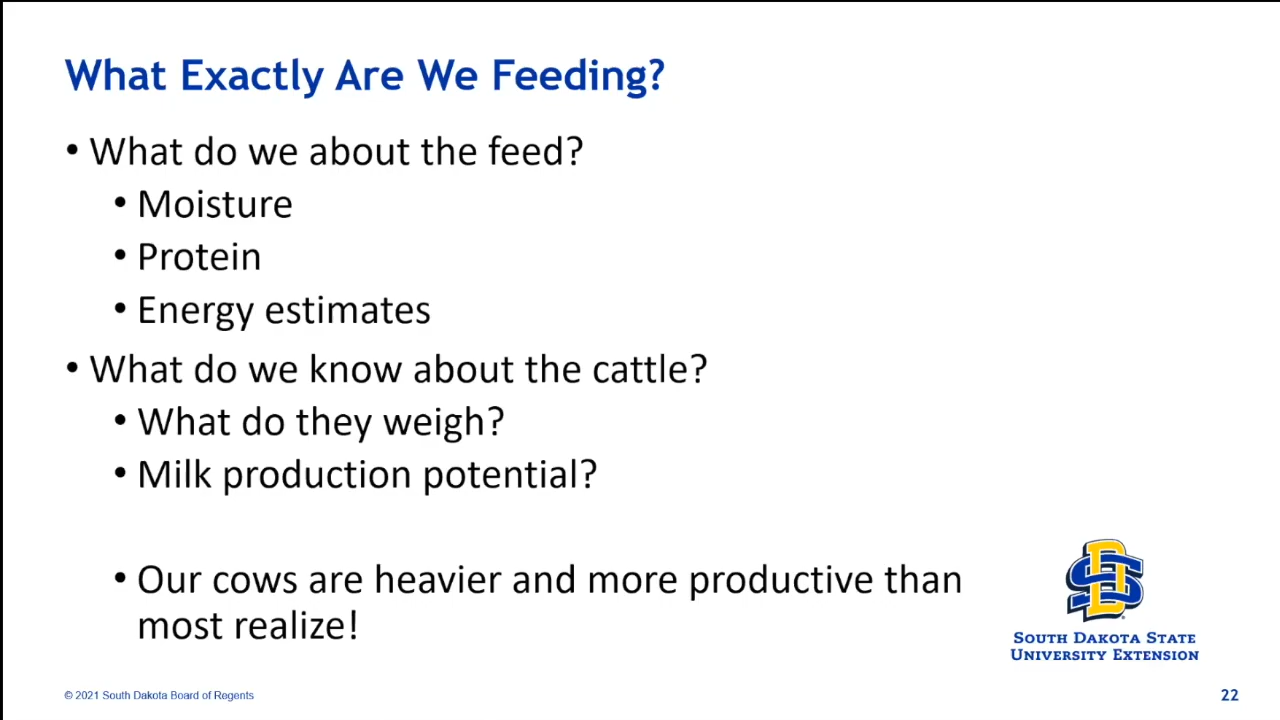 What Exactly Are We Feeding?
• What do we about the feed?
• Moisture
• Protein
• Energy estimates
• What do we know about the cattle?
• What do they weigh?
• Milk production potential?
• Our cows are heavier and more productive than
most realize!
SOUTH DAKOTA STATE
UNIVERSITY EXTENSION
© 2021 South Dakota Board of Regents
22